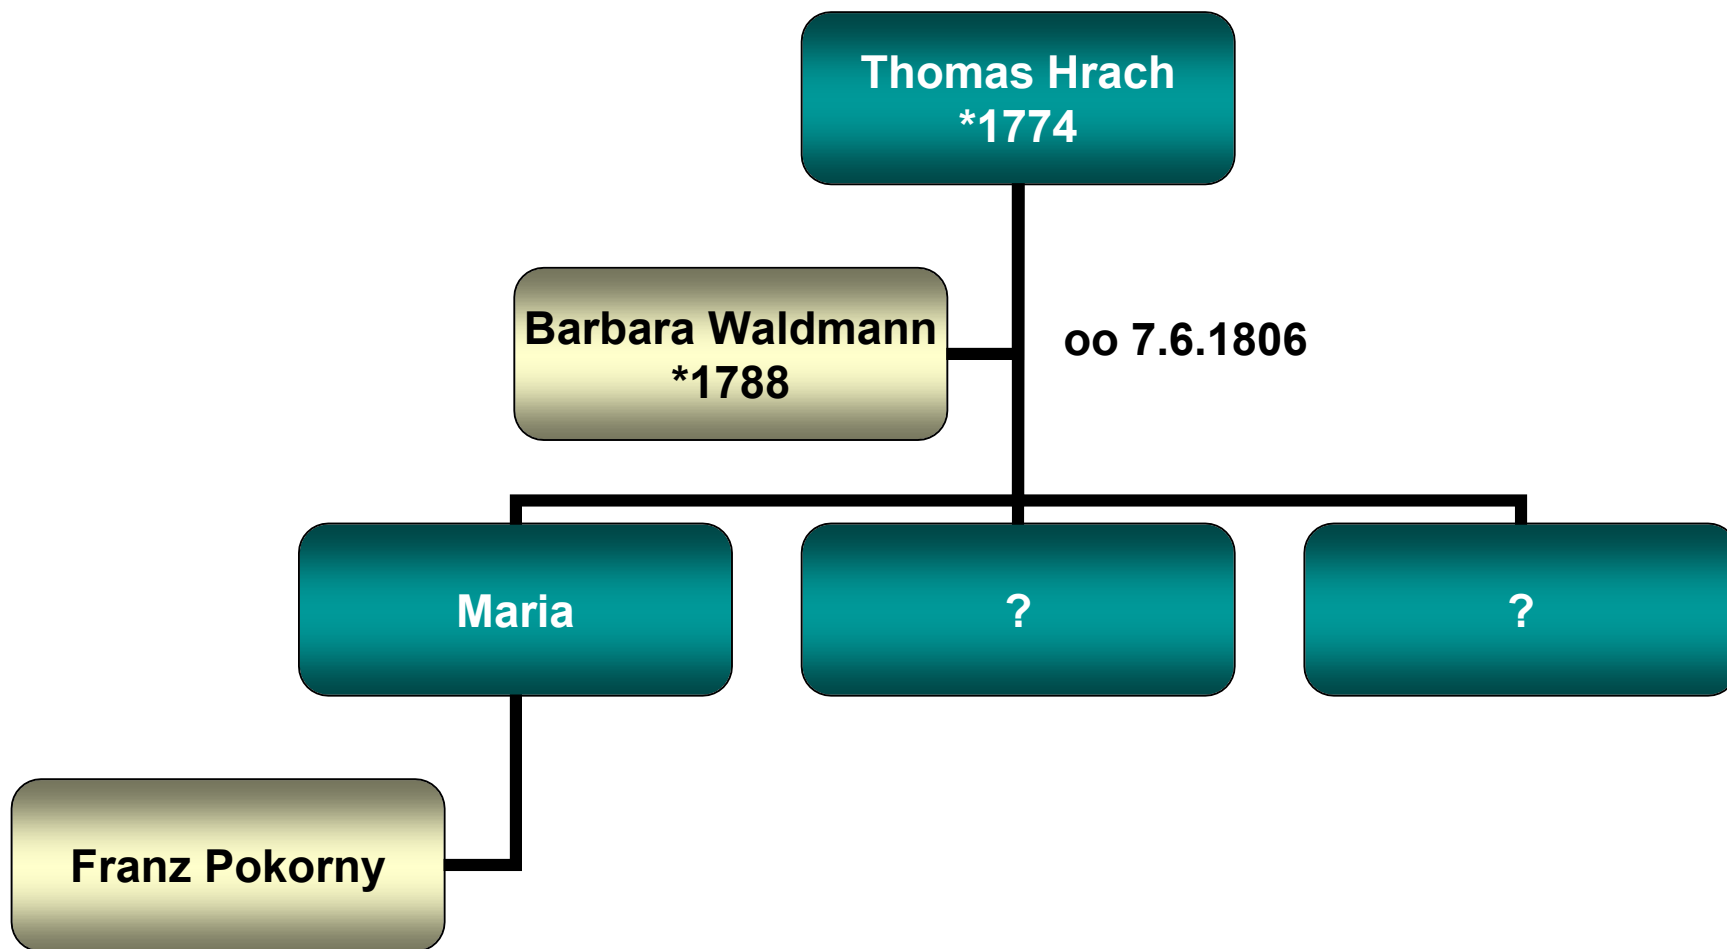 Thomas Hrach
*1774
Barbara Waldmann
*1788
oo 7.6.1806
Maria
?
?
Franz Pokorny